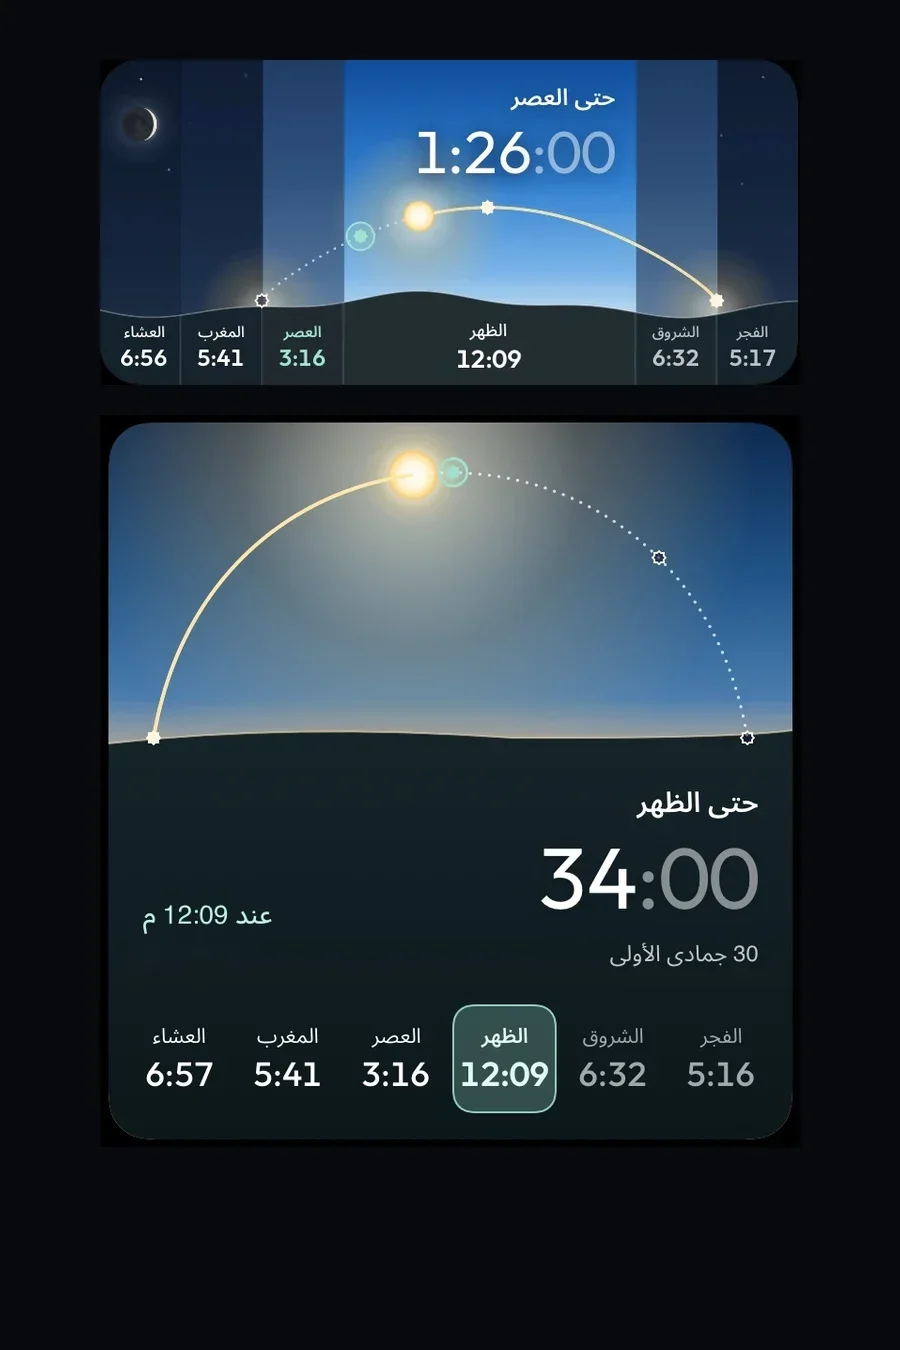 حتى العصر
1:26:00
الفجر الشروق الظهر العصر المغرب العشاء
5:17 6:32 12:09 3:16 5:41 6:56
حتى الظهر
34:00
عند 12:09 م
30 جمادى الأولى
الفجر الشروق الظهر العصر المغرب العشاء
5:16 6:32 12:09 3:16 5:41 6:57